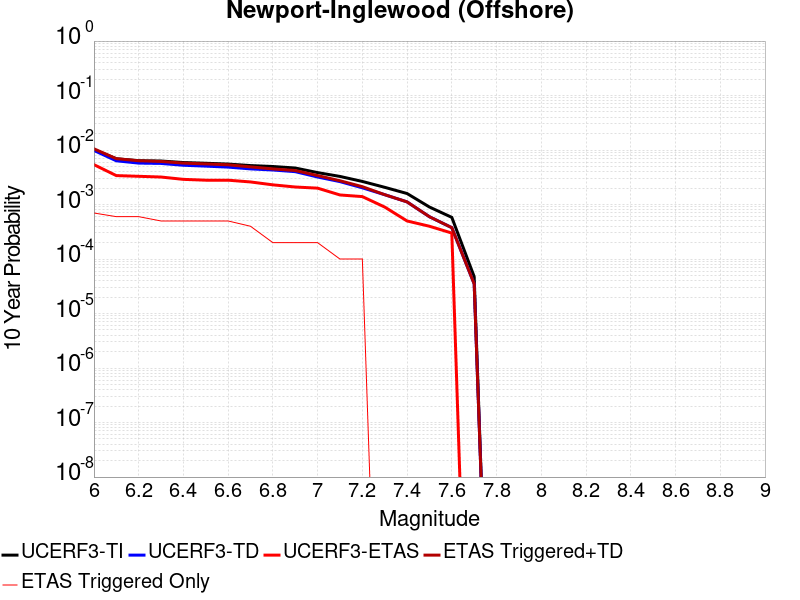 Newport-Inglewood (Offshore)
10^0
10^-1
10^-2
10^-3
10^-4
10^-5
10^-6
10^-7
10^-8
10 Year Probability
6 6.2 6.4 6.6 6.8 7 7.2 7.4 7.6 7.8 8 8.2 8.4 8.6 8.8 9
Magnitude
UCERF3-TI UCERF3-TD UCERF3-ETAS ETAS Triggered+TD
ETAS Triggered Only